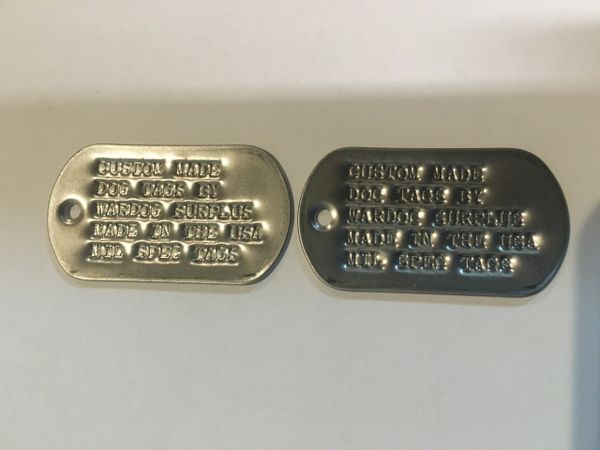 CUSTOM MADE
DOG TAGS BY
WARDOG SURPLUS
MADE IN THE USA
MIL SPEC TAGS
CUSTOM MADE
DOG TAGS BY
WARDOG SURPLUS
MADE IN THE USA
MIL SPEC TAGS